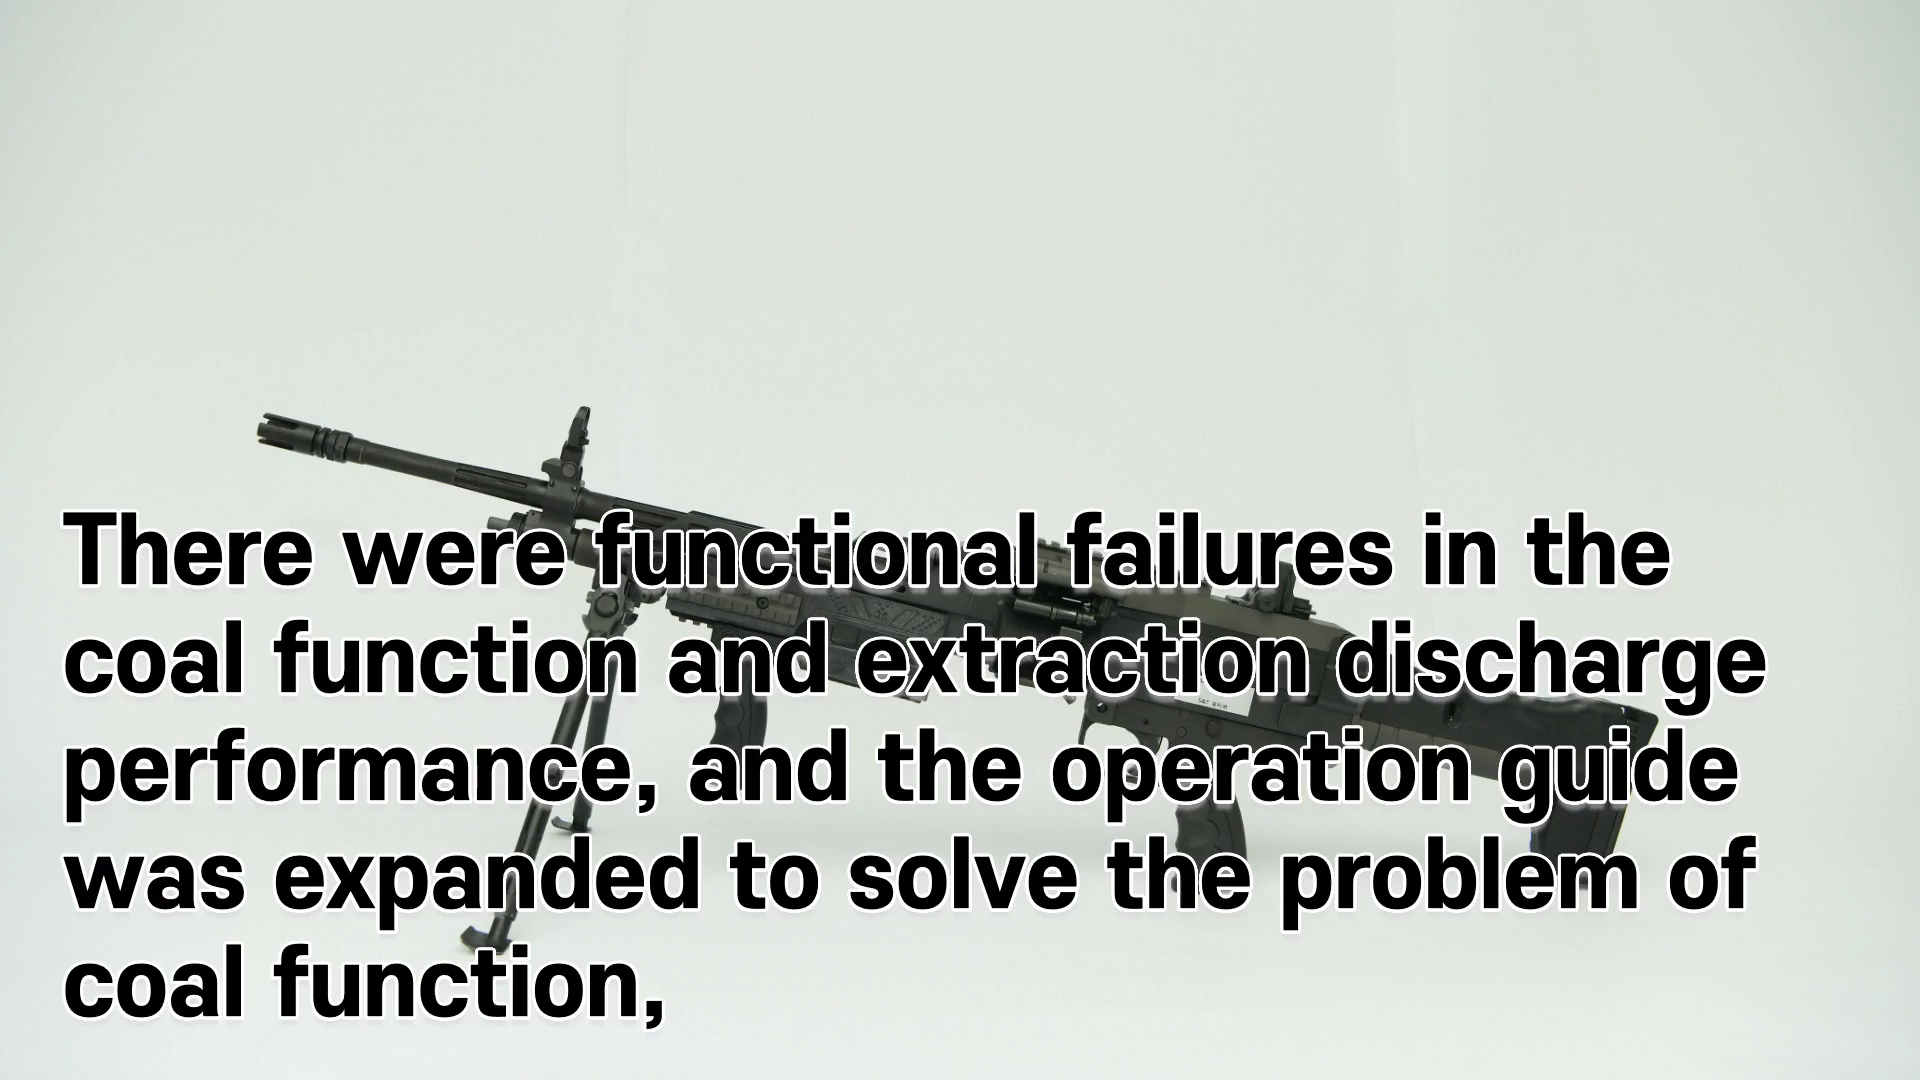 There were functional failures in the
coal function and extraction discharge
performance, and the operation guide
was expanded to solve the problem of
coal function,